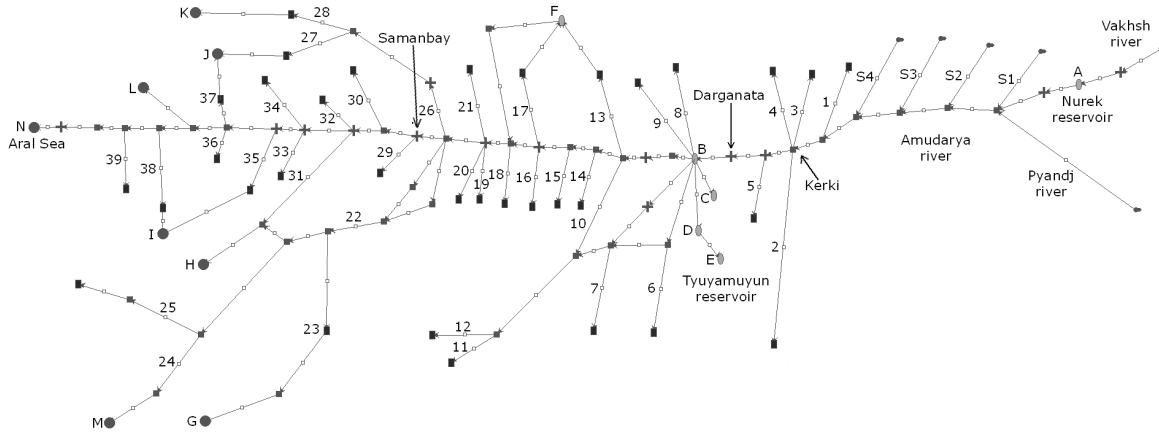 K
28
F
Vakhsh
river
27
Samanbay
J
S4
S3
S2
S1
A
Nurek
reservoir
L
37
34
30
26
21
17
13
8
9
Darganata
4
3
1
32
N
Aral Sea
36
33
29
B
Amudarya
river
39
38
35
31
20
19
18
16
15
14
5
Kerki
Pyandj
river
C
10
22
I
D
2
H
E
Tyuyamuyun
reservoir
7
6
25
23
12
11
24
M
G